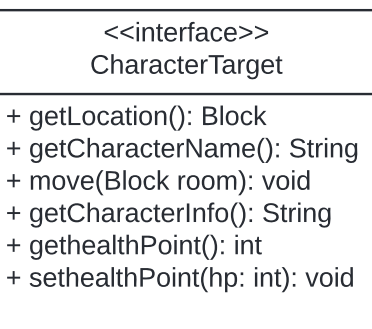 <<interface>>
CharacterTarget
+ getLocation(): Block
+ getCharacterName(): String
+ move(Block room): void
+ getCharacterInfo(): String
+ gethealthPoint(): int
+ sethealthPoint(hp: int): void